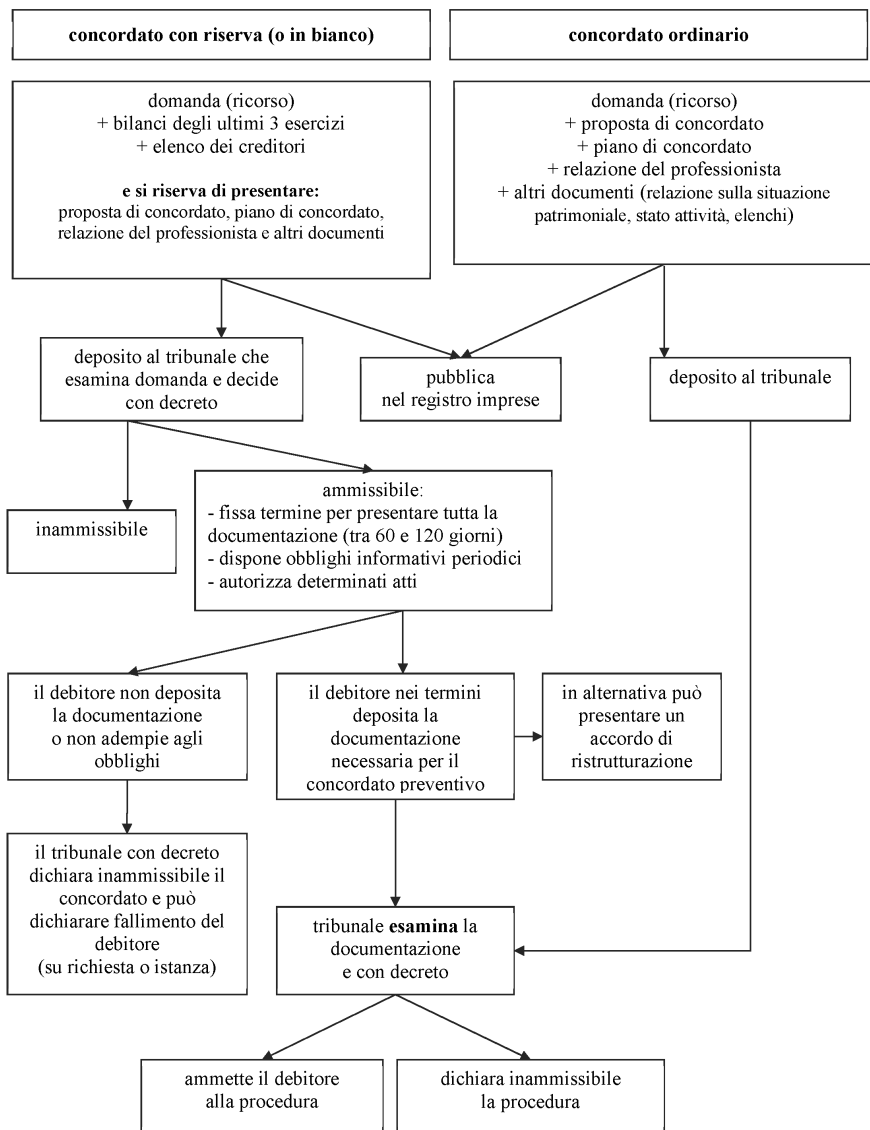 concordato con riserva (o in bianco)
concordato ordinario
domanda (ricorso)
+ bilanci degli ultimi 3 esercizi
+ elenco dei creditori
e si riserva di presentare:
proposta di concordato, piano di concordato,
relazione del professionista e altri documenti
domanda (ricorso)
+ proposta di concordato
+ piano di concordato
+ relazione del professionista
+ altri documenti (relazione sulla situazione
patrimoniale, stato attività, elenchi)
deposito al tribunale che
esamina domanda e decide
con decreto
pubblica
nel registro imprese
deposito al tribunale
inammissibile
ammissibile:
- fissa termine per presentare tutta la
documentazione (tra 60 e 120 giorni)
- dispone obblighi informativi periodici
- autorizza determinati atti
il debitore non deposita
la documentazione
o non adempie agli
obblighi
il debitore nei termini
deposita la
documentazione
necessaria per il
concordato preventivo
in alternativa può
presentare un
accordo di
ristrutturazione
il tribunale con decreto
dichiara inammissibile il
concordato e può
dichiarare fallimento del
debitore
(su richiesta o istanza)
tribunale esamina la
documentazione
e con decreto
ammette il debitore
alla procedura
dichiara inammissibile
la procedura